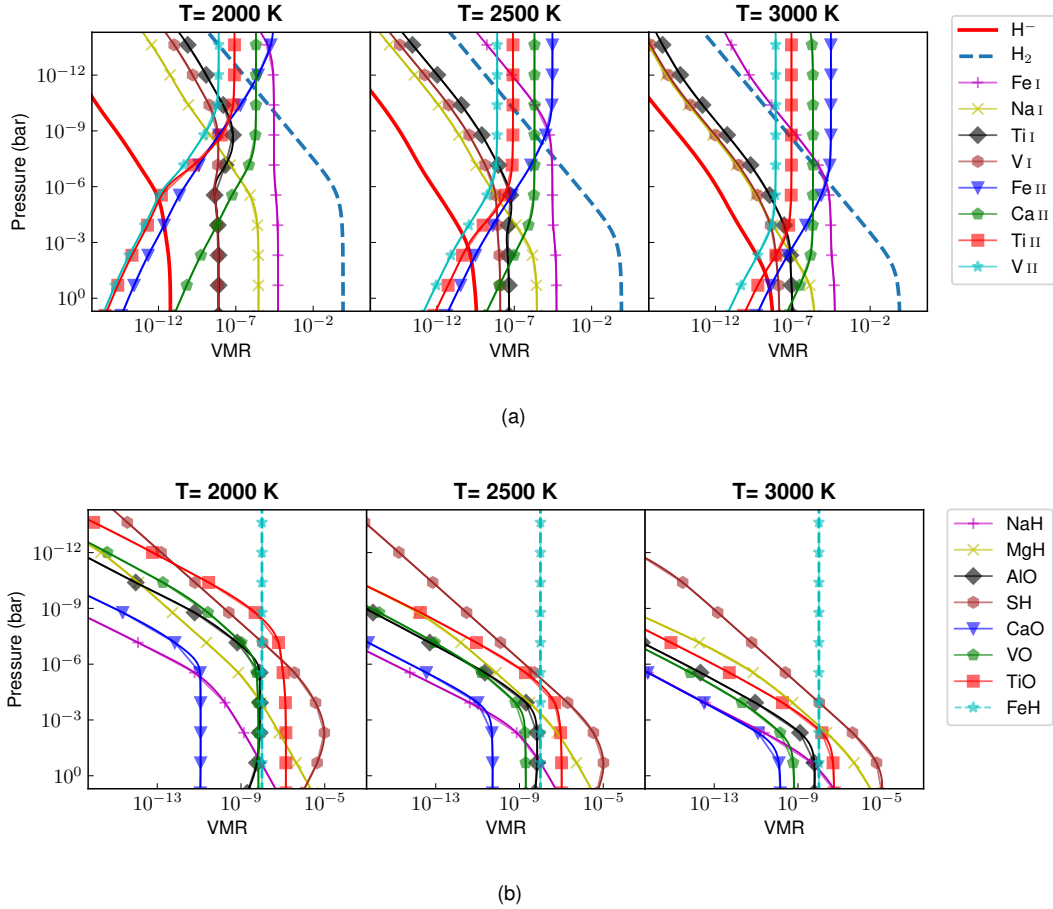 T= 2000 K
T= 2500 K
T= 3000 K
H⁻
H₂
Fe I
Na I
Ti I
V I
Fe II
Ca II
Ti II
V II
Pressure (bar)
10⁻¹²
10⁻⁹
10⁻⁶
10⁻³
10⁰
10⁻¹² 10⁻⁷ 10⁻²
10⁻¹² 10⁻⁷ 10⁻²
10⁻¹² 10⁻⁷ 10⁻²
VMR
VMR
VMR
(a)
T= 2000 K
T= 2500 K
T= 3000 K
NaH
MgH
AlO
SH
CaO
VO
TiO
FeH
Pressure (bar)
10⁻¹²
10⁻⁹
10⁻⁶
10⁻³
10⁰
10⁻¹³ 10⁻⁹ 10⁻⁵
10⁻¹³ 10⁻⁹ 10⁻⁵
10⁻¹³ 10⁻⁹ 10⁻⁵
VMR
VMR
VMR
(b)